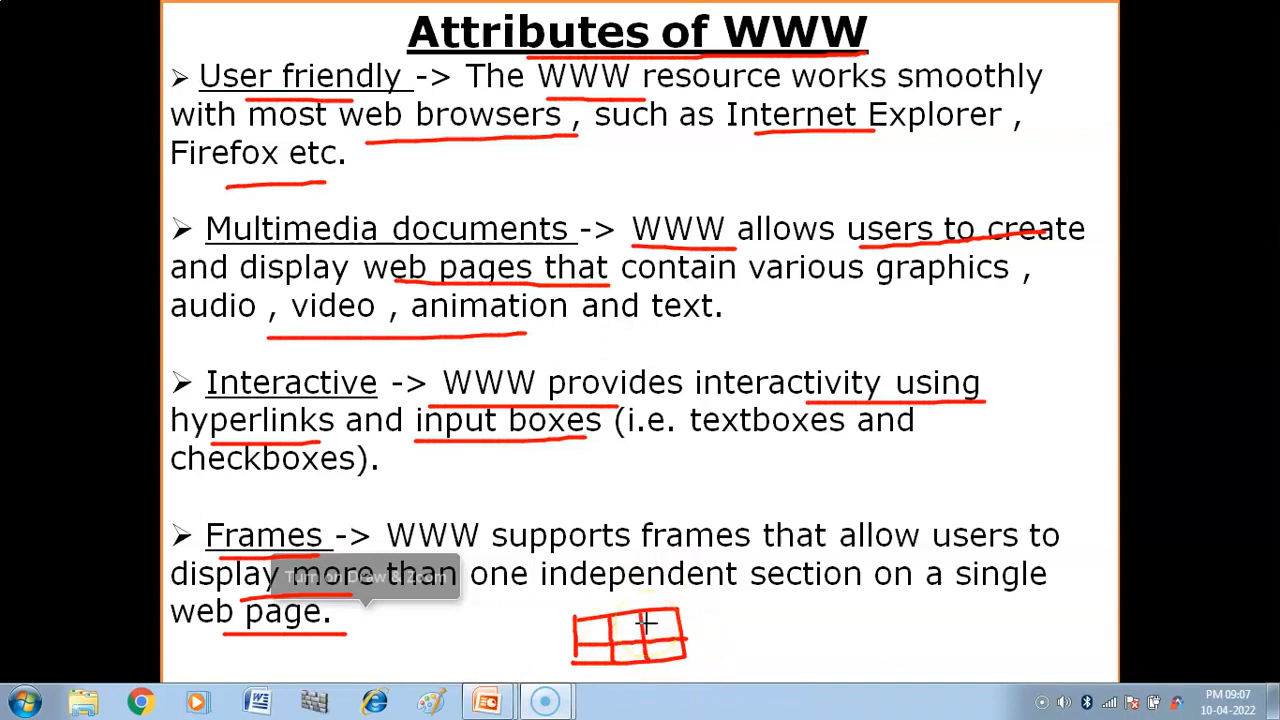 Attributes of WWW
➢ User friendly -> The WWW resource works smoothly
with most web browsers , such as Internet Explorer ,
Firefox etc.
➢ Multimedia documents -> WWW allows users to create
and display web pages that contain various graphics ,
audio , video , animation and text.
➢ Interactive -> WWW provides interactivity using
hyperlinks and input boxes (i.e. textboxes and
checkboxes).
➢ Frames -> WWW supports frames that allow users to
display more than one independent section on a single
Turn on Draw & Zoom
web page.
PM 09:07
10-04-2022